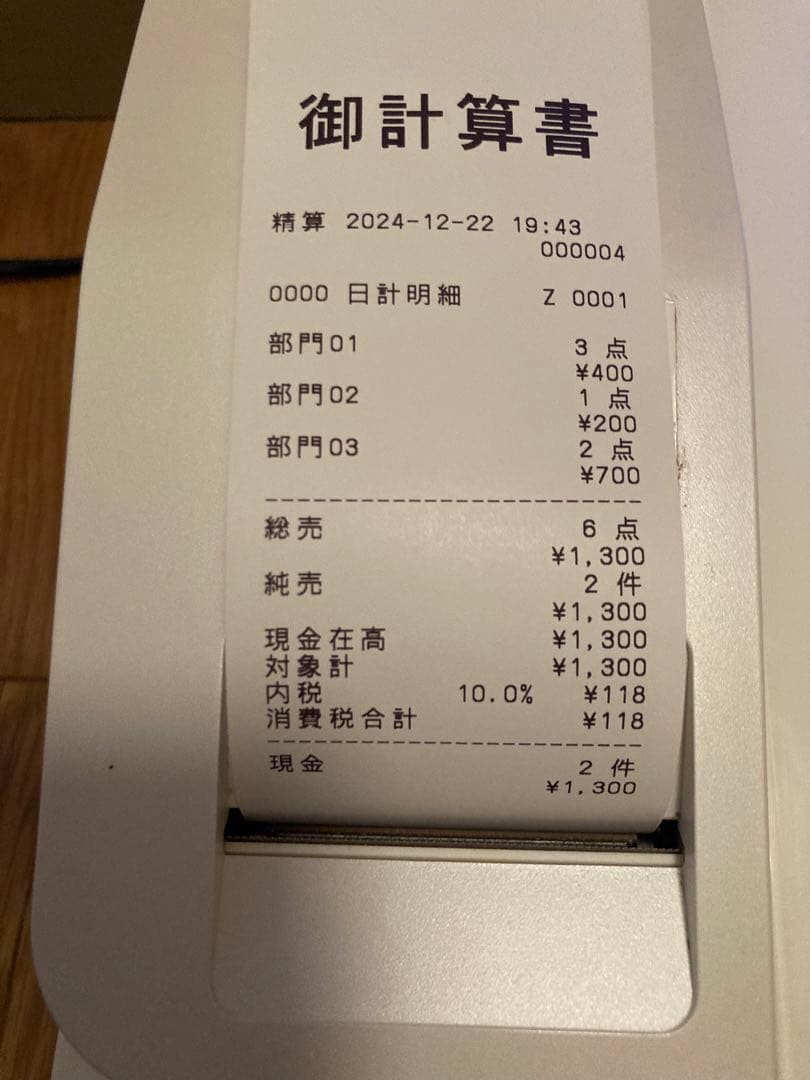 御計算書
精算 2024-12-22 19:43
000004
0000 日計明細 Z 0001
部門01 3 点
¥400
部門02 1 点
¥200
部門03 2 点
¥700
総売 6 点
¥1,300
純売 2 件
¥1,300
現金在高 ¥1,300
対象計 ¥1,300
内税 10.0% ¥118
消費税合計 ¥118
現金 2 件
¥1,300